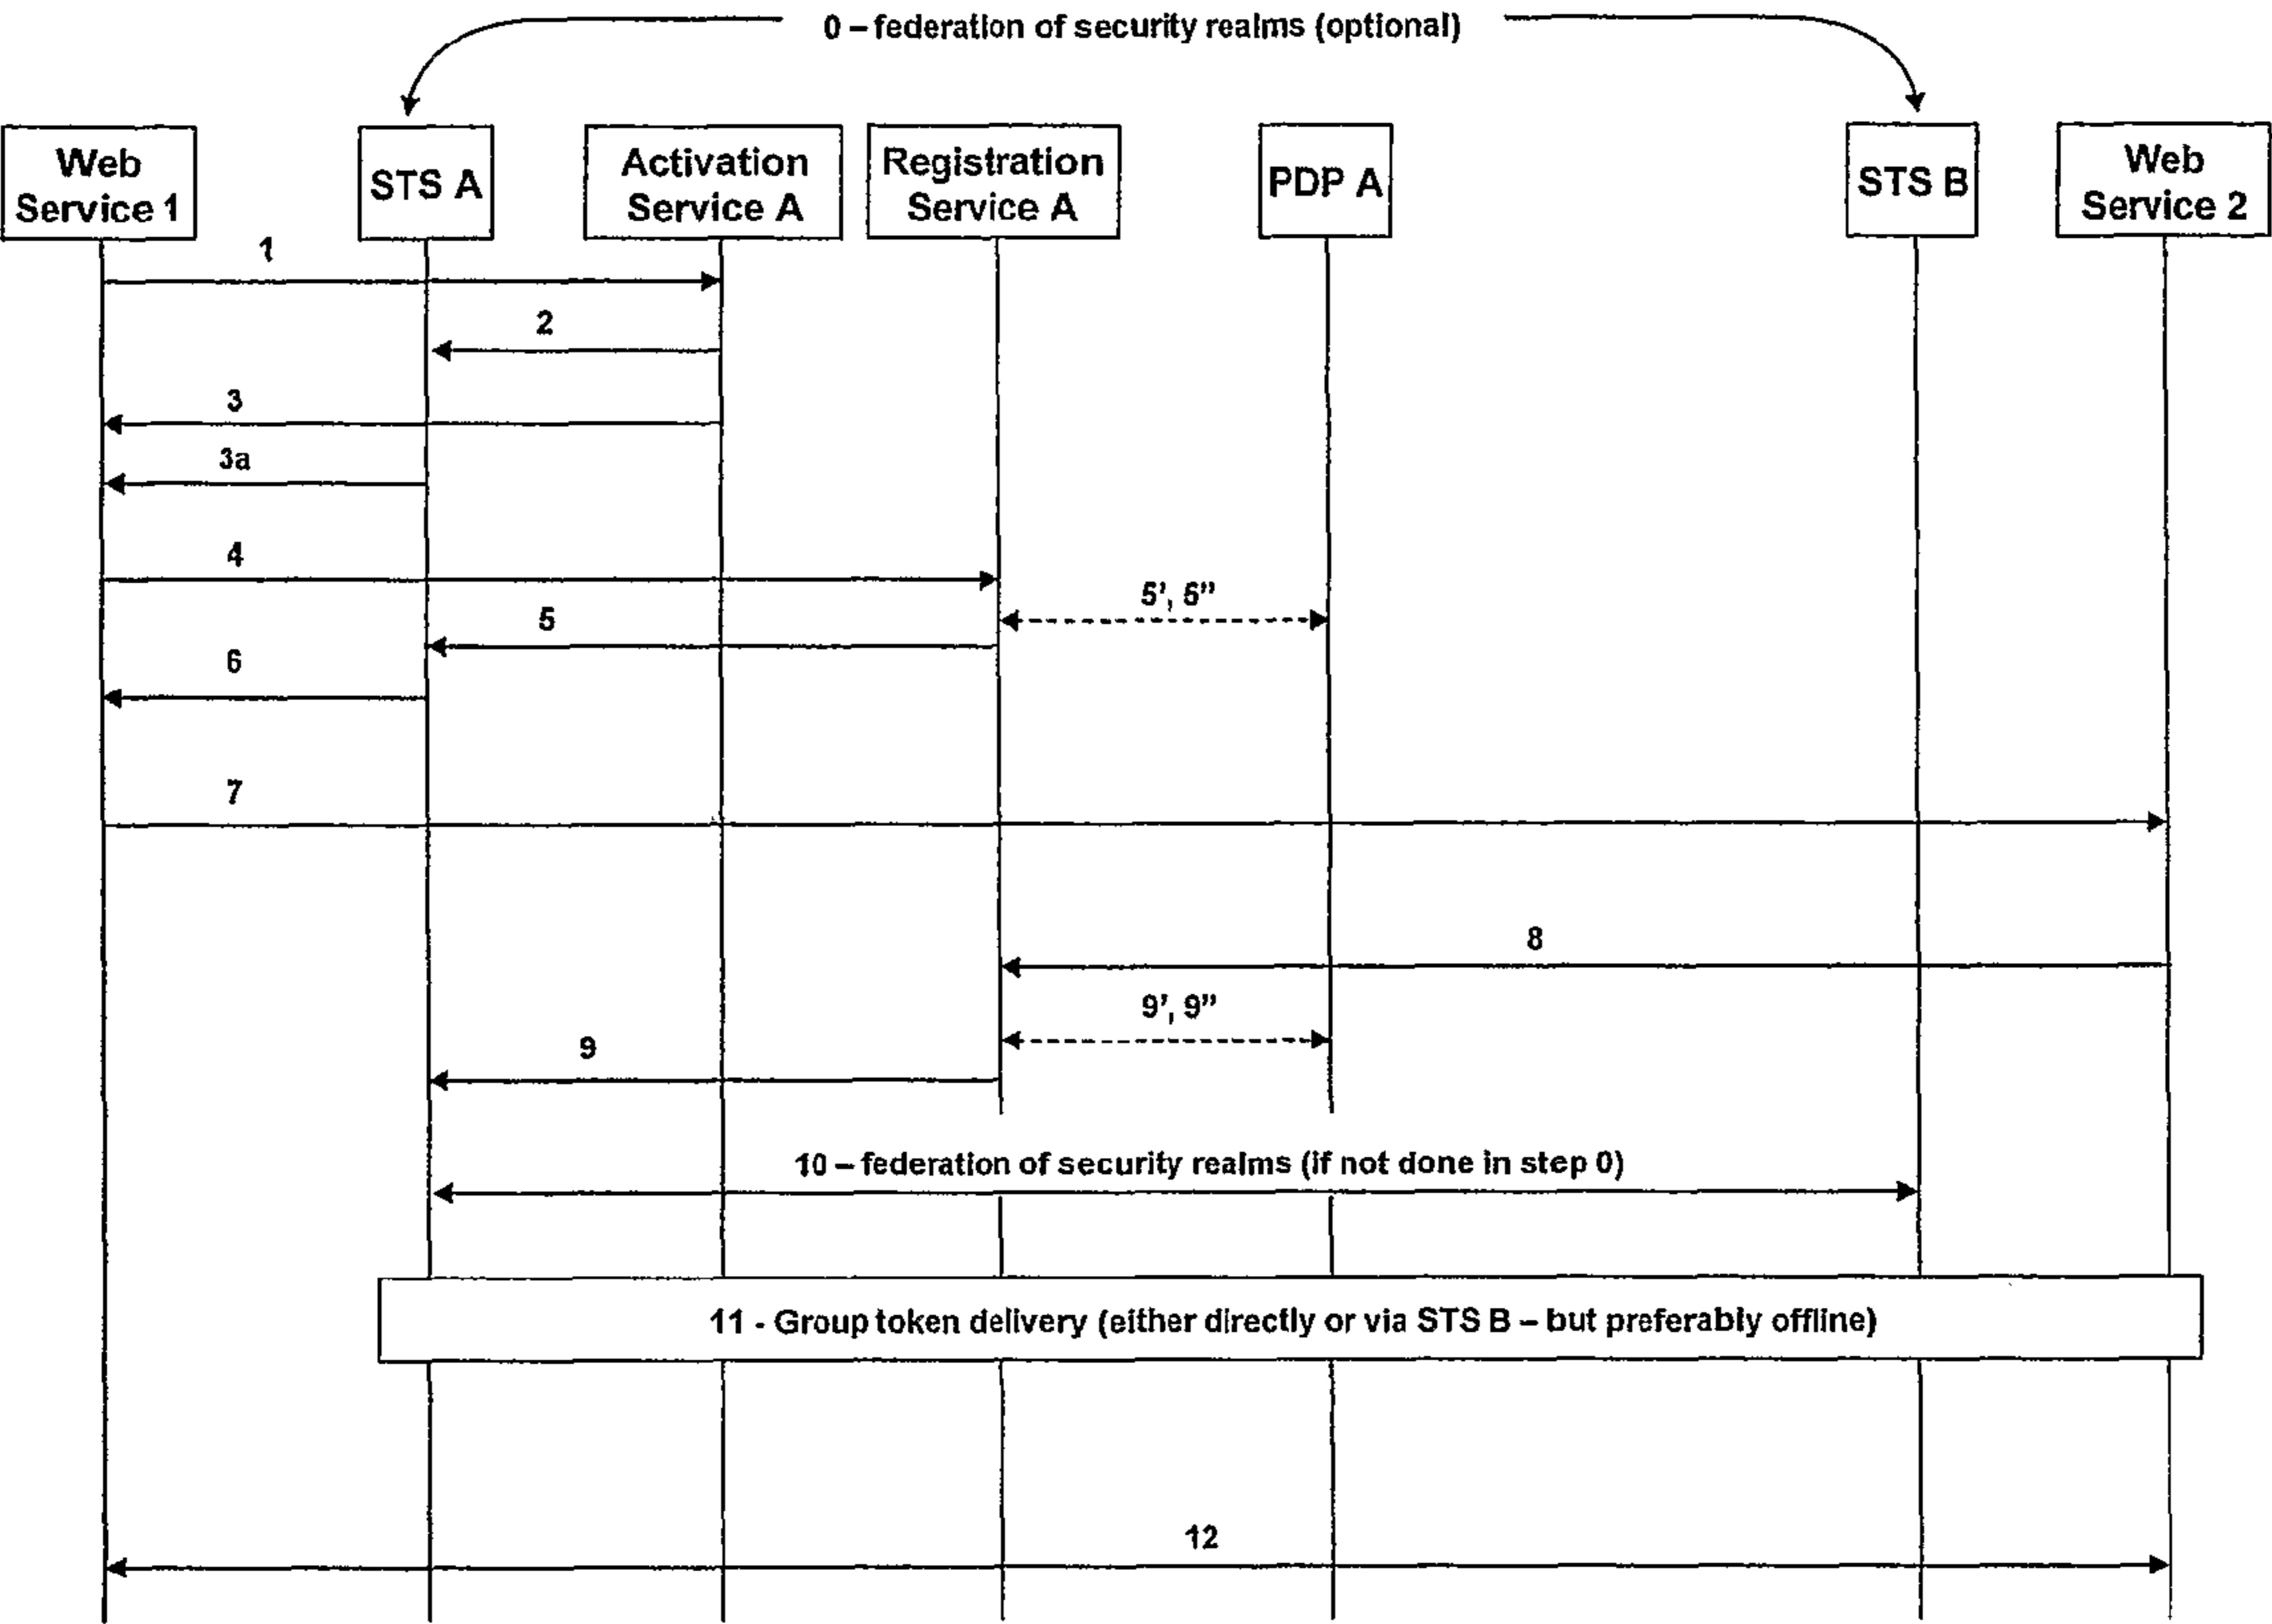 0 – federation of security realms (optional)
Web
Service 1
STS A
Activation
Service A
Registration
Service A
PDP A
STS B
Web
Service 2
1
2
3
3a
4
5', 5”
5
6
7
8
9', 9”
9
10 – federation of security realms (if not done in step 0)
11 - Group token delivery (either directly or via STS B – but preferably offline)
12